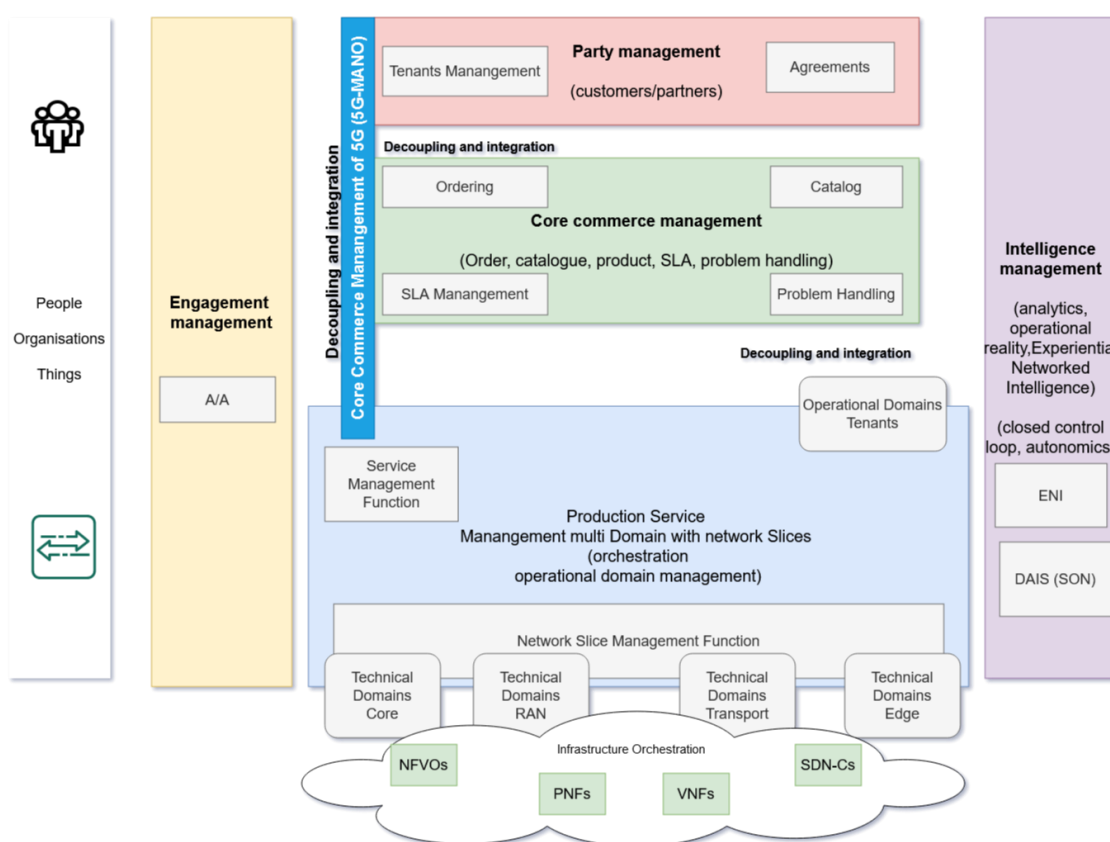 People
Organisations
Things
Engagement
management
A/A
Decoupling and integration
Core Commerce Manangement of 5G (5G-MANO)
Tenants Manangement
Party management
(customers/partners)
Agreements
Decoupling and integration
Ordering
Catalog
Core commerce management
(Order, catalogue, product, SLA, problem handling)
SLA Manangement
Problem Handling
Decoupling and integration
Operational Domains
Tenants
Service
Management
Function
Production Service
Manangement multi Domain with network Slices
(orchestration
operational domain management)
Network Slice Management Function
Technical
Domains
Core
Technical
Domains
RAN
Technical
Domains
Transport
Technical
Domains
Edge
Infrastructure Orchestration
NFVOs
PNFs
VNFs
SDN-Cs
Intelligence
management
(analytics,
operational
reality,Experientia
Networked
Intelligence)
(closed control
loop, autonomics
ENI
DAIS (SON)